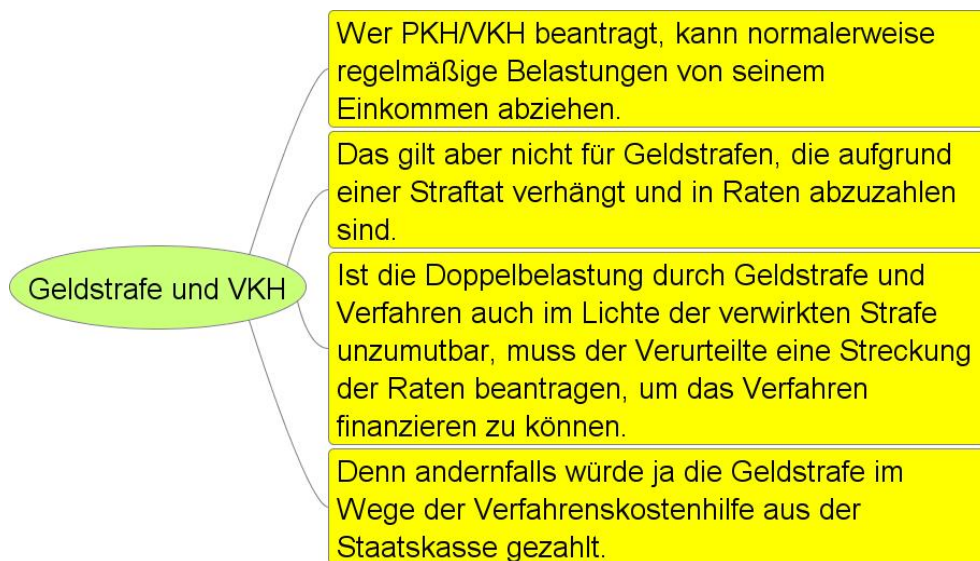 Geldstrafe und VKH
Wer PKH/VKH beantragt, kann normalerweise
regelmäßige Belastungen von seinem
Einkommen abziehen.
Das gilt aber nicht für Geldstrafen, die aufgrund
einer Straftat verhängt und in Raten abzuzahlen
sind.
Ist die Doppelbelastung durch Geldstrafe und
Verfahren auch im Lichte der verwirkten Strafe
unzumutbar, muss der Verurteilte eine Streckung
der Raten beantragen, um das Verfahren
finanzieren zu können.
Denn andernfalls würde ja die Geldstrafe im
Wege der Verfahrenskostenhilfe aus der
Staatskasse gezahlt.